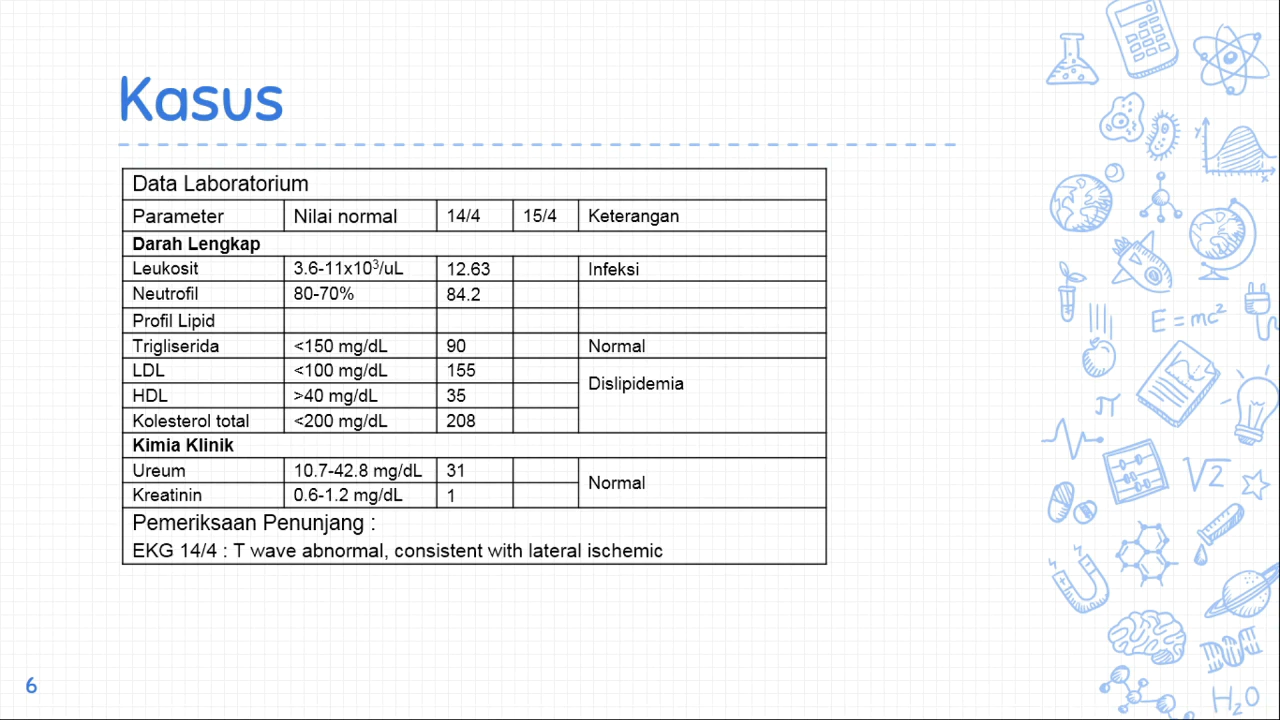 Kasus
Data Laboratorium
Parameter Nilai normal 14/4 15/4 Keterangan
Darah Lengkap
Leukosit 3.6-11x10³/uL 12.63 Infeksi
Neutrofil 80-70% 84.2
Profil Lipid
Trigliserida <150 mg/dL 90 Normal
LDL <100 mg/dL 155
Dislipidemia
HDL >40 mg/dL 35
Kolesterol total <200 mg/dL 208
Kimia Klinik
Ureum 10.7-42.8 mg/dL 31
Normal
Kreatinin 0.6-1.2 mg/dL 1
Pemeriksaan Penunjang :
EKG 14/4 : T wave abnormal, consistent with lateral ischemic
6
y
x
E = mc²
π
√2
H₂O